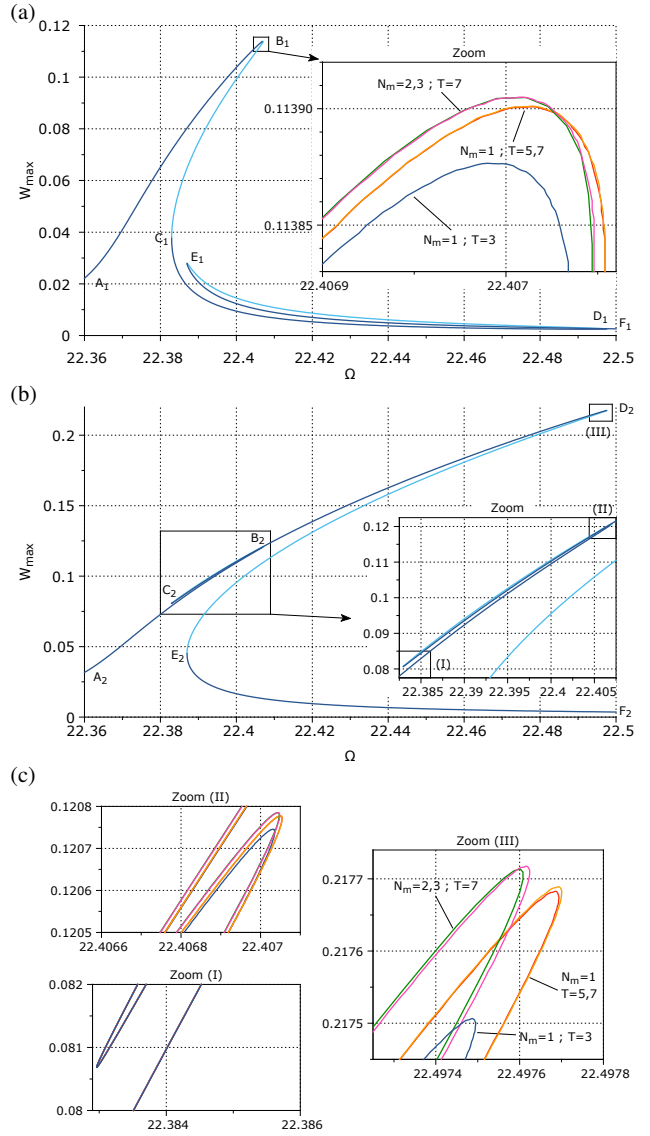 (a)
B₁
Zoom
Nₘ=2,3 ; T=7
Nₘ=1 ; T=5,7
Nₘ=1 ; T=3
0.11390
0.11385
22.4069
22.407
0.12
0.1
0.08
0.06
0.04
0.02
0
Wmax
A₁
C₁
E₁
D₁
F₁
22.36
22.38
22.4
22.42
22.44
22.46
22.48
22.5
Ω
(b)
D₂
(III)
0.2
0.15
0.1
0.05
0
Wmax
B₂
C₂
A₂
E₂
F₂
Zoom
(II)
(I)
0.12
0.11
0.1
0.09
0.08
22.385
22.39
22.395
22.4
22.405
22.36
22.38
22.4
22.42
22.44
22.46
22.48
22.5
Ω
(c)
Zoom (II)
0.1208
0.1207
0.1206
0.1205
22.4066
22.4068
22.407
Zoom (I)
0.082
0.081
0.08
22.384
22.386
Zoom (III)
0.2177
0.2176
0.2175
Nₘ=2,3 ; T=7
Nₘ=1
T=5,7
Nₘ=1 ; T=3
22.4974
22.4976
22.4978